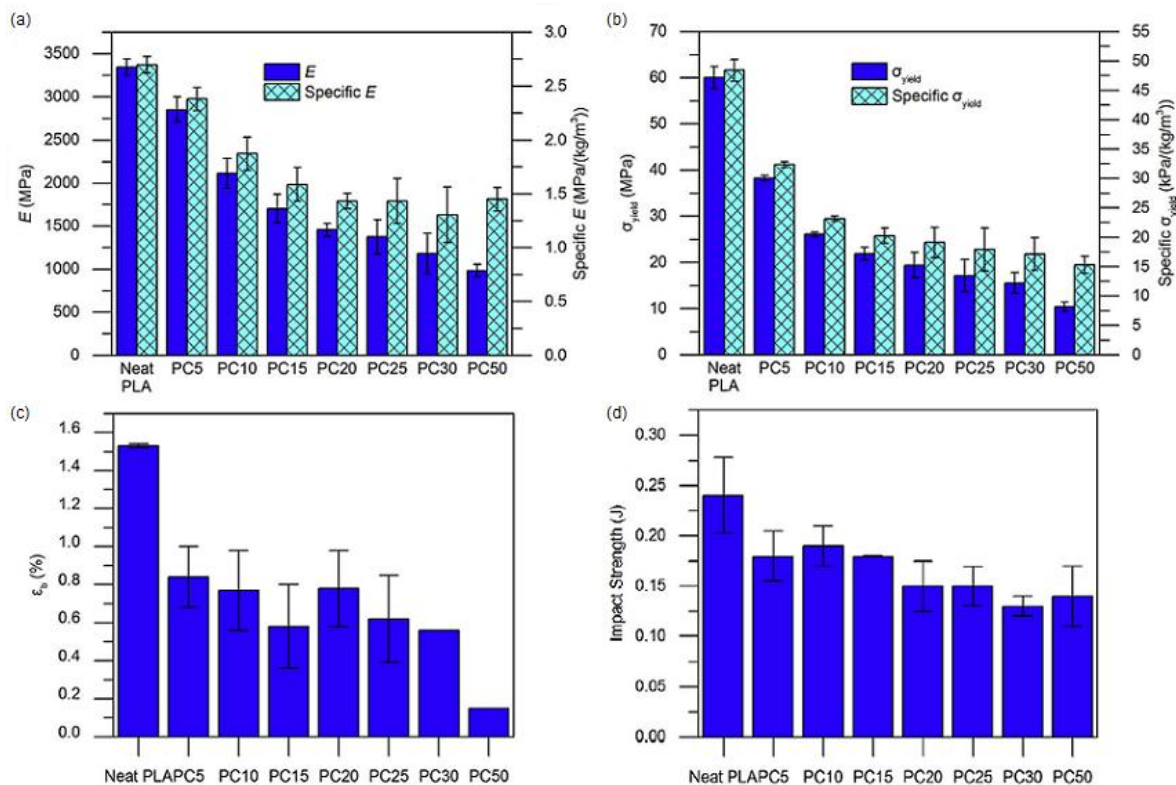 (a)
E (MPa)
3500
3000
2500
2000
1500
1000
500
0
E
Specific E
3.0
2.5
2.0
1.5
1.0
0.5
0.0
Specific E (MPa/(kg/m³))
Neat PLA
PC5
PC10
PC15
PC20
PC25
PC30
PC50
(b)
σyield (MPa)
70
60
50
40
30
20
10
0
σyield
Specific σyield
55
50
45
40
35
30
25
20
15
10
5
0
Specific σyield (kPa/(kg/m³))
Neat
PLA
PC5
PC10
PC15
PC20
PC25
PC30
PC50
(c)
εb (%)
1.6
1.4
1.2
1.0
0.8
0.6
0.4
0.2
0.0
Neat PLA
PC5
PC10
PC15
PC20
PC25
PC30
PC50
(d)
Impact Strength (J)
0.30
0.25
0.20
0.15
0.10
0.05
0.00
Neat PLA
PC5
PC10
PC15
PC20
PC25
PC30
PC50